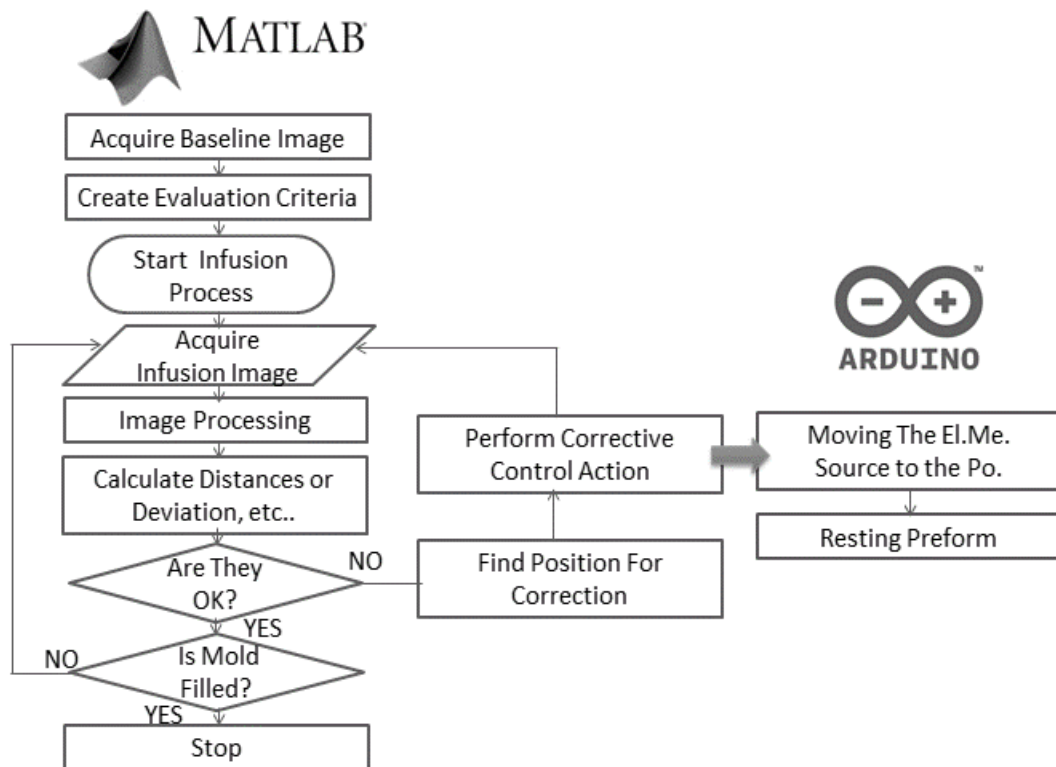 MATLAB
Acquire Baseline Image
Create Evaluation Criteria
Start Infusion
Process
Acquire
Infusion Image
Image Processing
Calculate Distances or
Deviation, etc..
Are They
OK?
NO
YES
Is Mold
Filled?
NO
YES
Stop
Perform Corrective
Control Action
Find Position For
Correction
TM
ARDUINO
Moving The El.Me.
Source to the Po.
Resting Preform